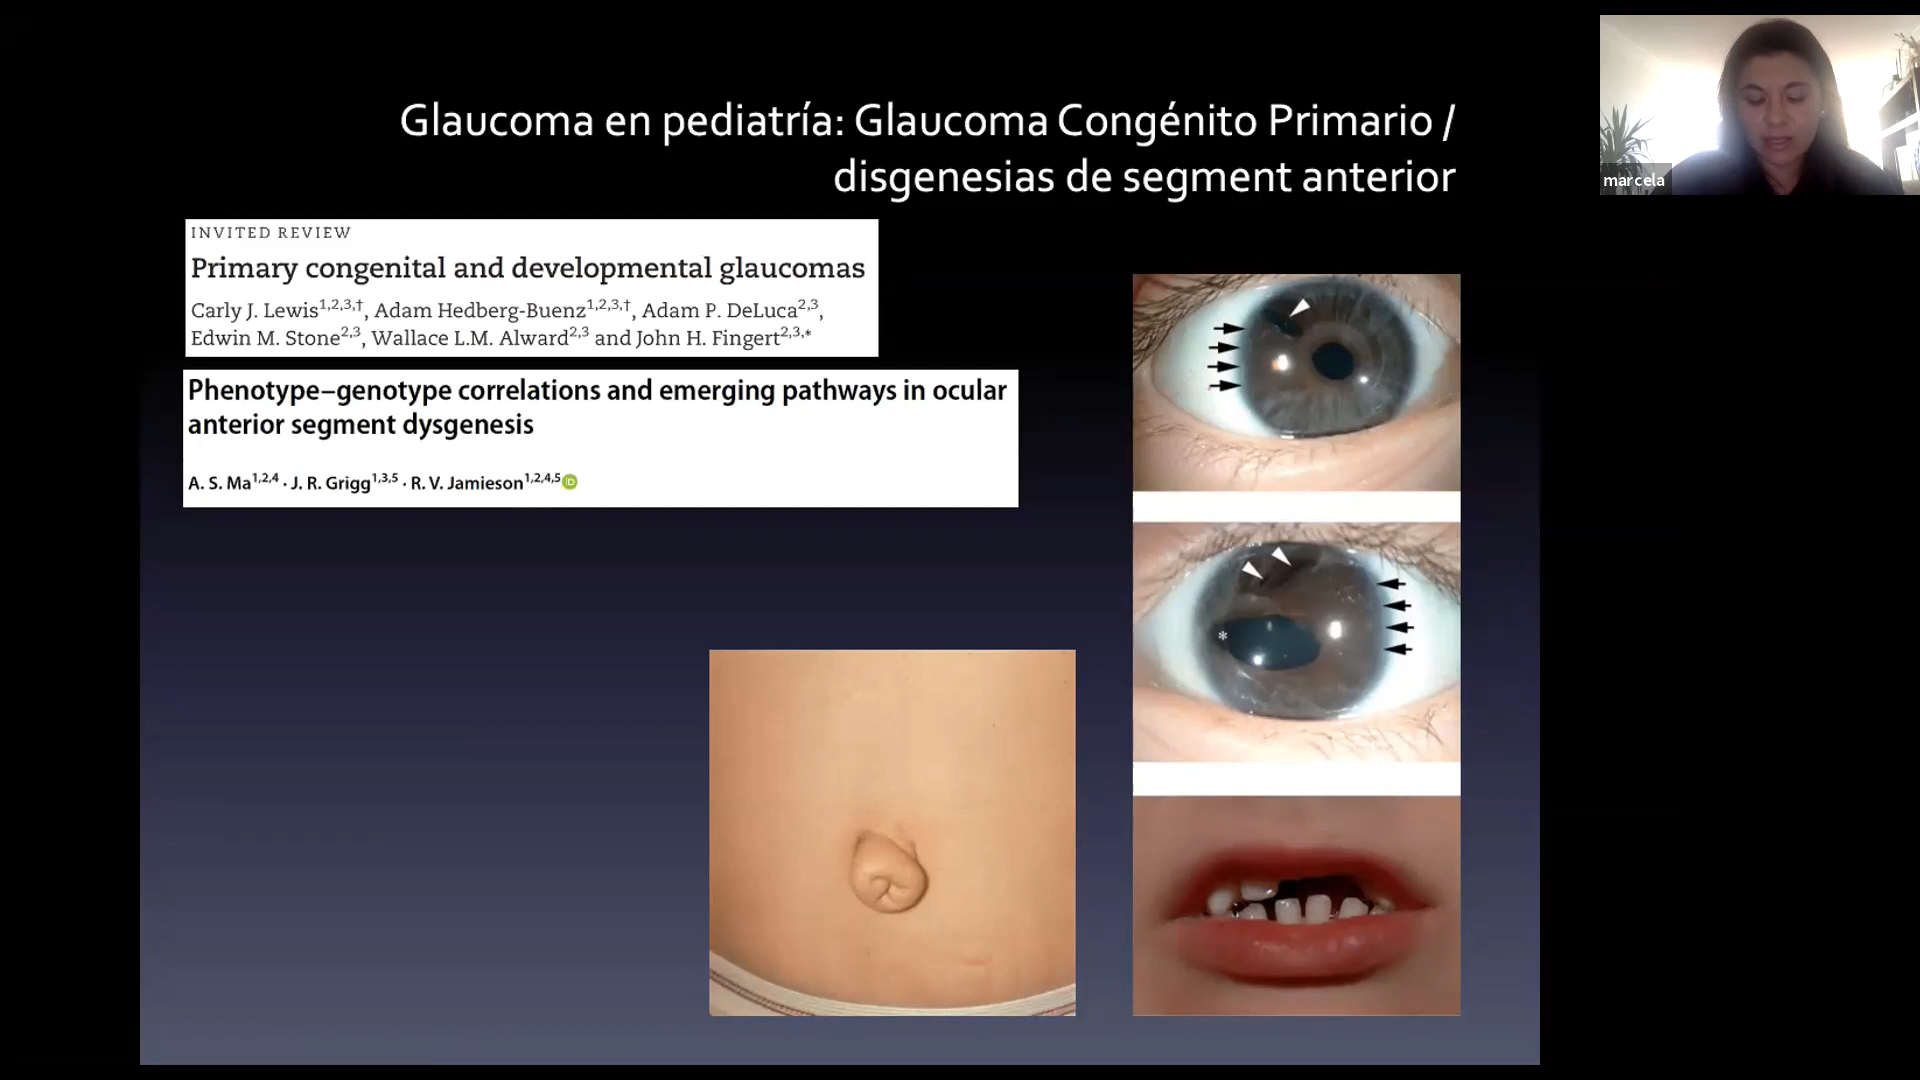 Glaucoma en pediatría: Glaucoma Congénito Primario /
disgenesias de segment anterior
marcela
INVITED REVIEW
Primary congenital and developmental glaucomas
Carly J. Lewis1,2,3,†, Adam Hedberg-Buenz1,2,3,†, Adam P. DeLuca2,3,
Edwin M. Stone2,3, Wallace L.M. Alward2,3 and John H. Fingert2,3,*
Phenotype–genotype correlations and emerging pathways in ocular
anterior segment dysgenesis
A. S. Ma1,2,4 · J. R. Grigg1,3,5 · R. V. Jamieson1,2,4,5 iD
*